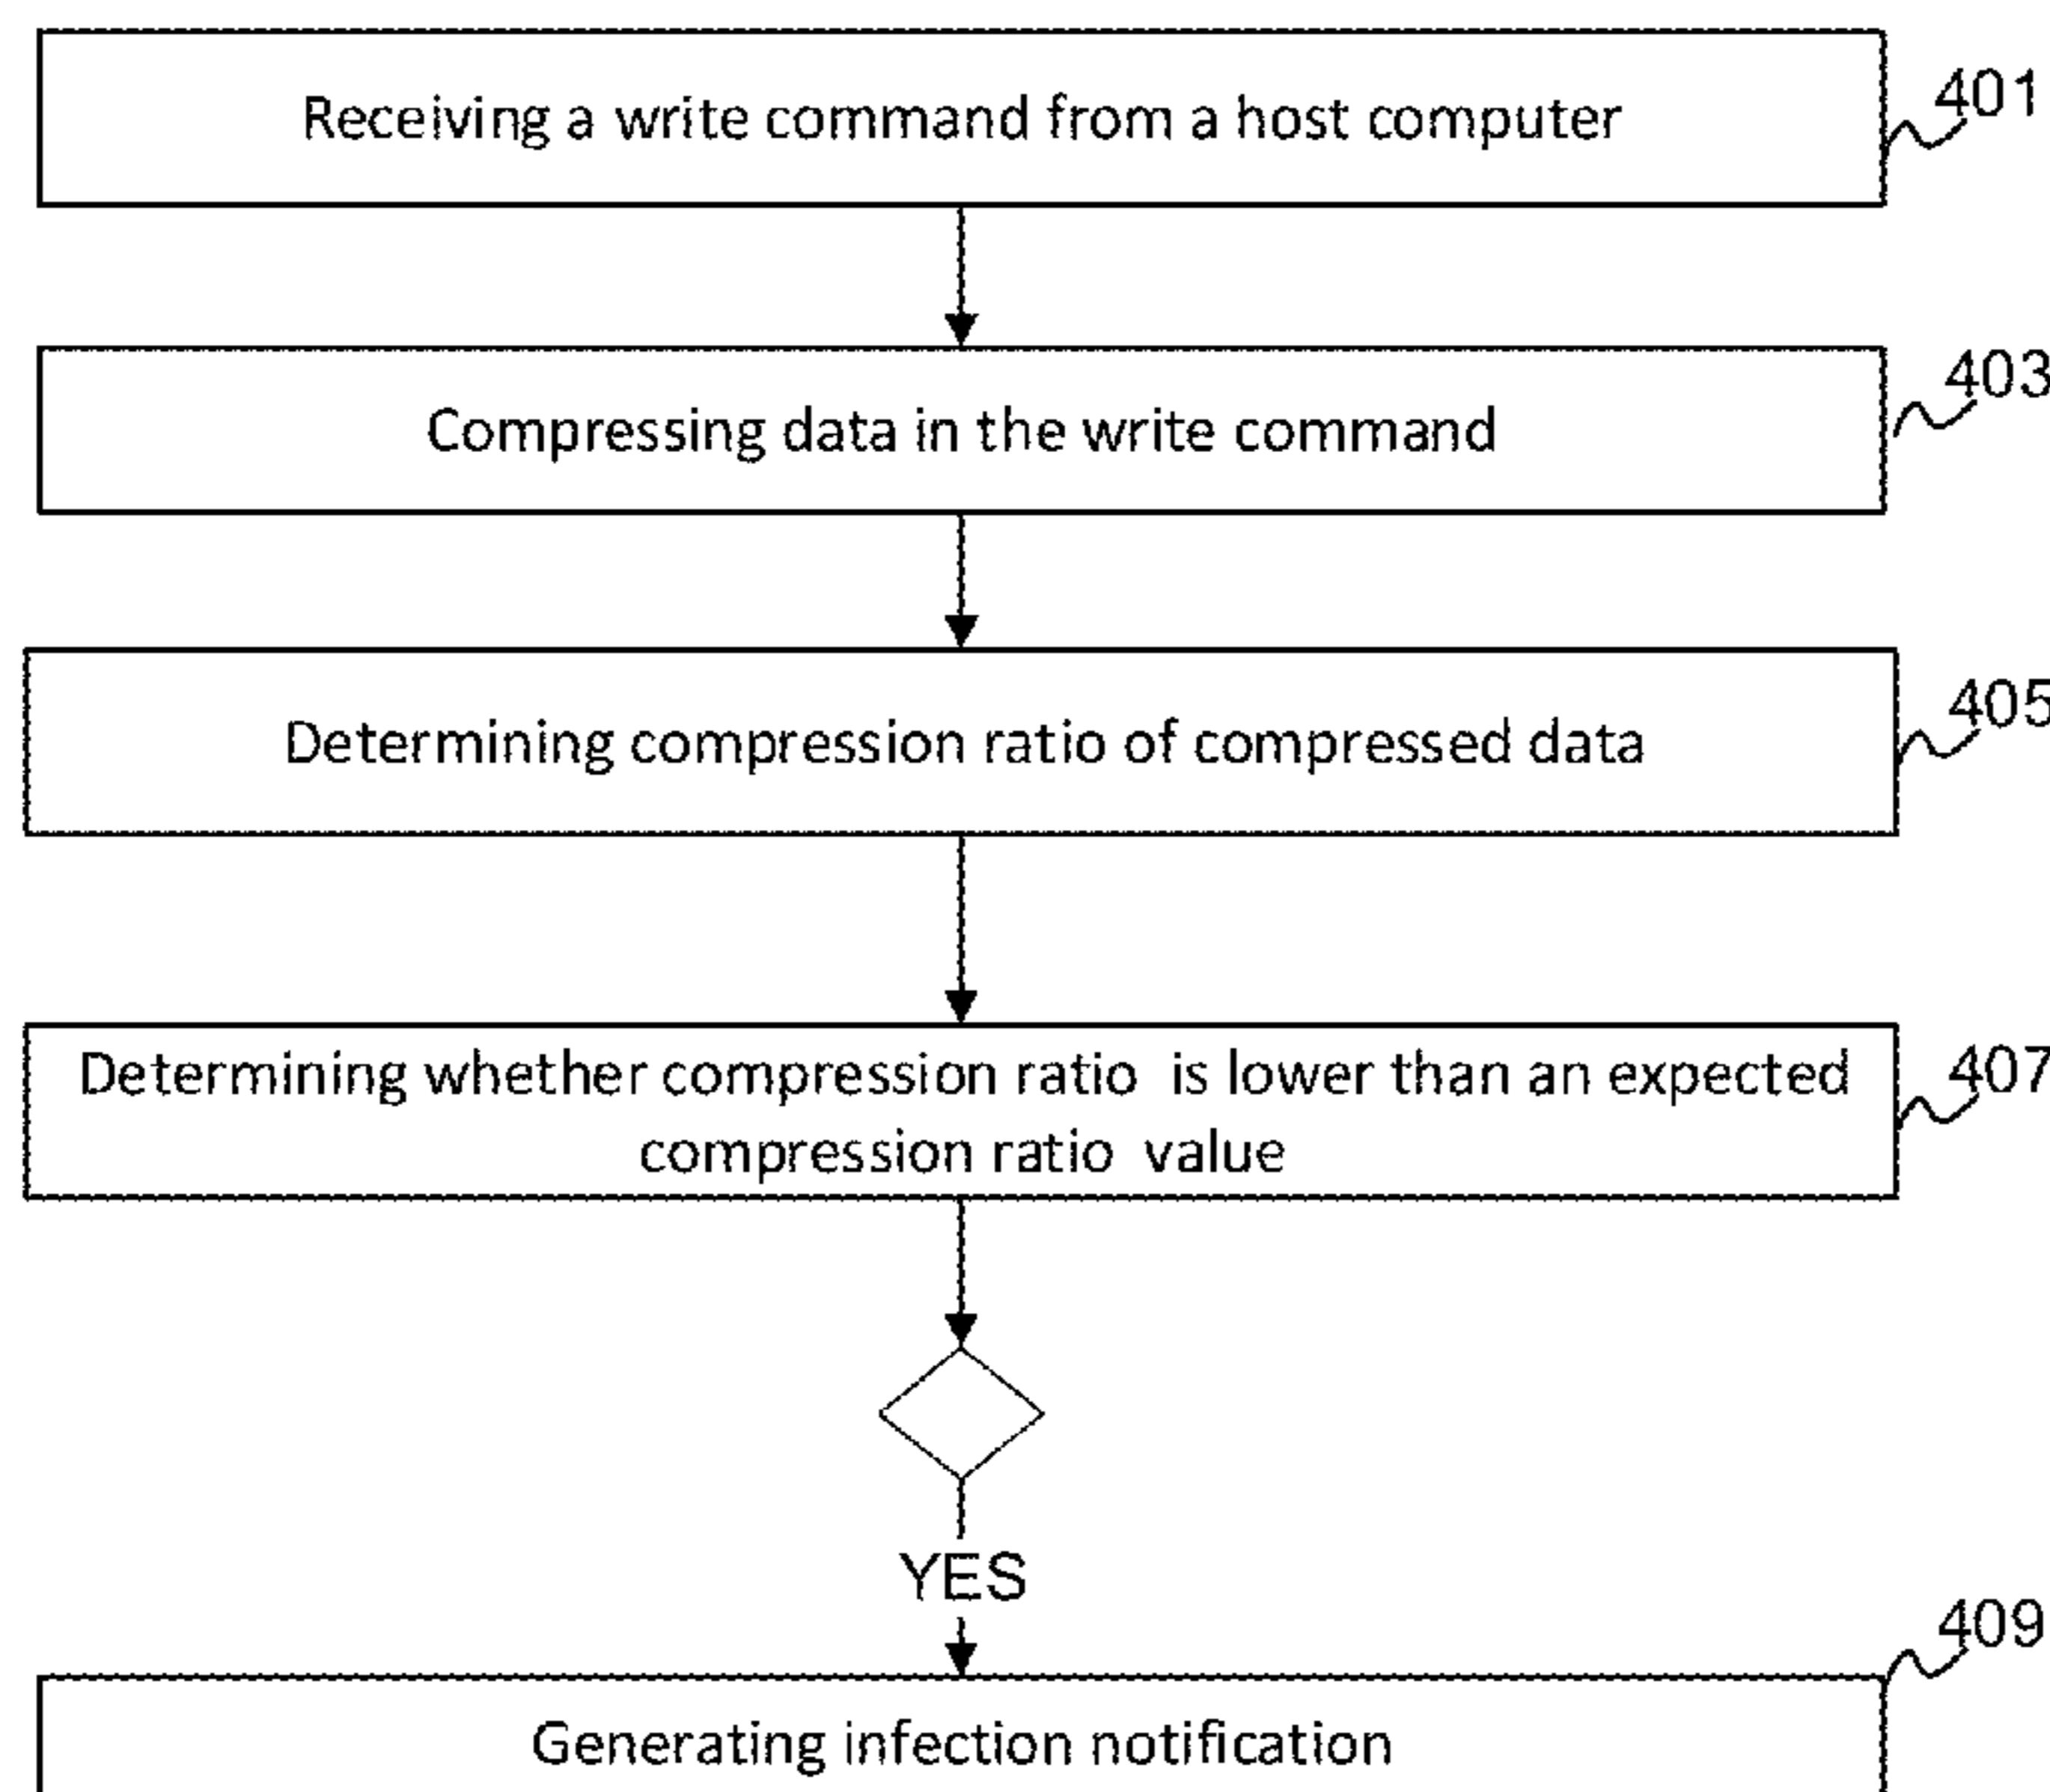 Receiving a write command from a host computer
401
Compressing data in the write command
403
Determining compression ratio of compressed data
405
Determining whether compression ratio is lower than an expected
compression ratio value
407
YES
409
Generating infection notification